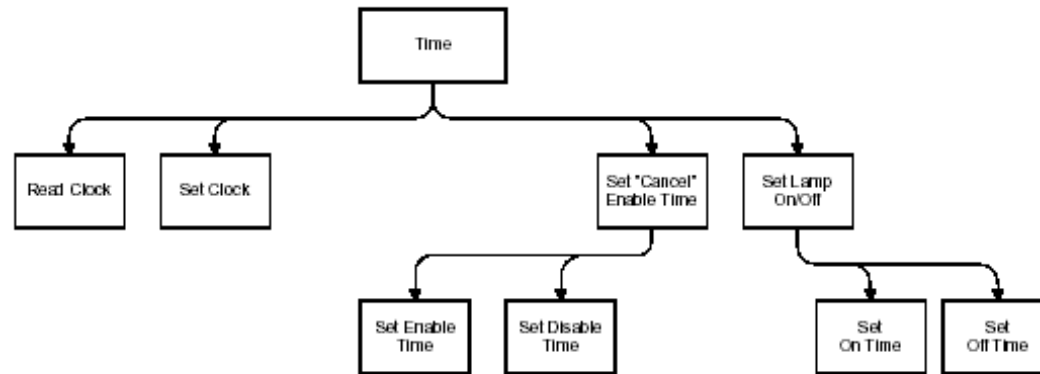 Time
Read Clock
Set Clock
Set "Cancel"
Enable Time
Set Lamp
On/Off
Set Enable
Time
Set Disable
Time
Set
On Time
Set
Off Time